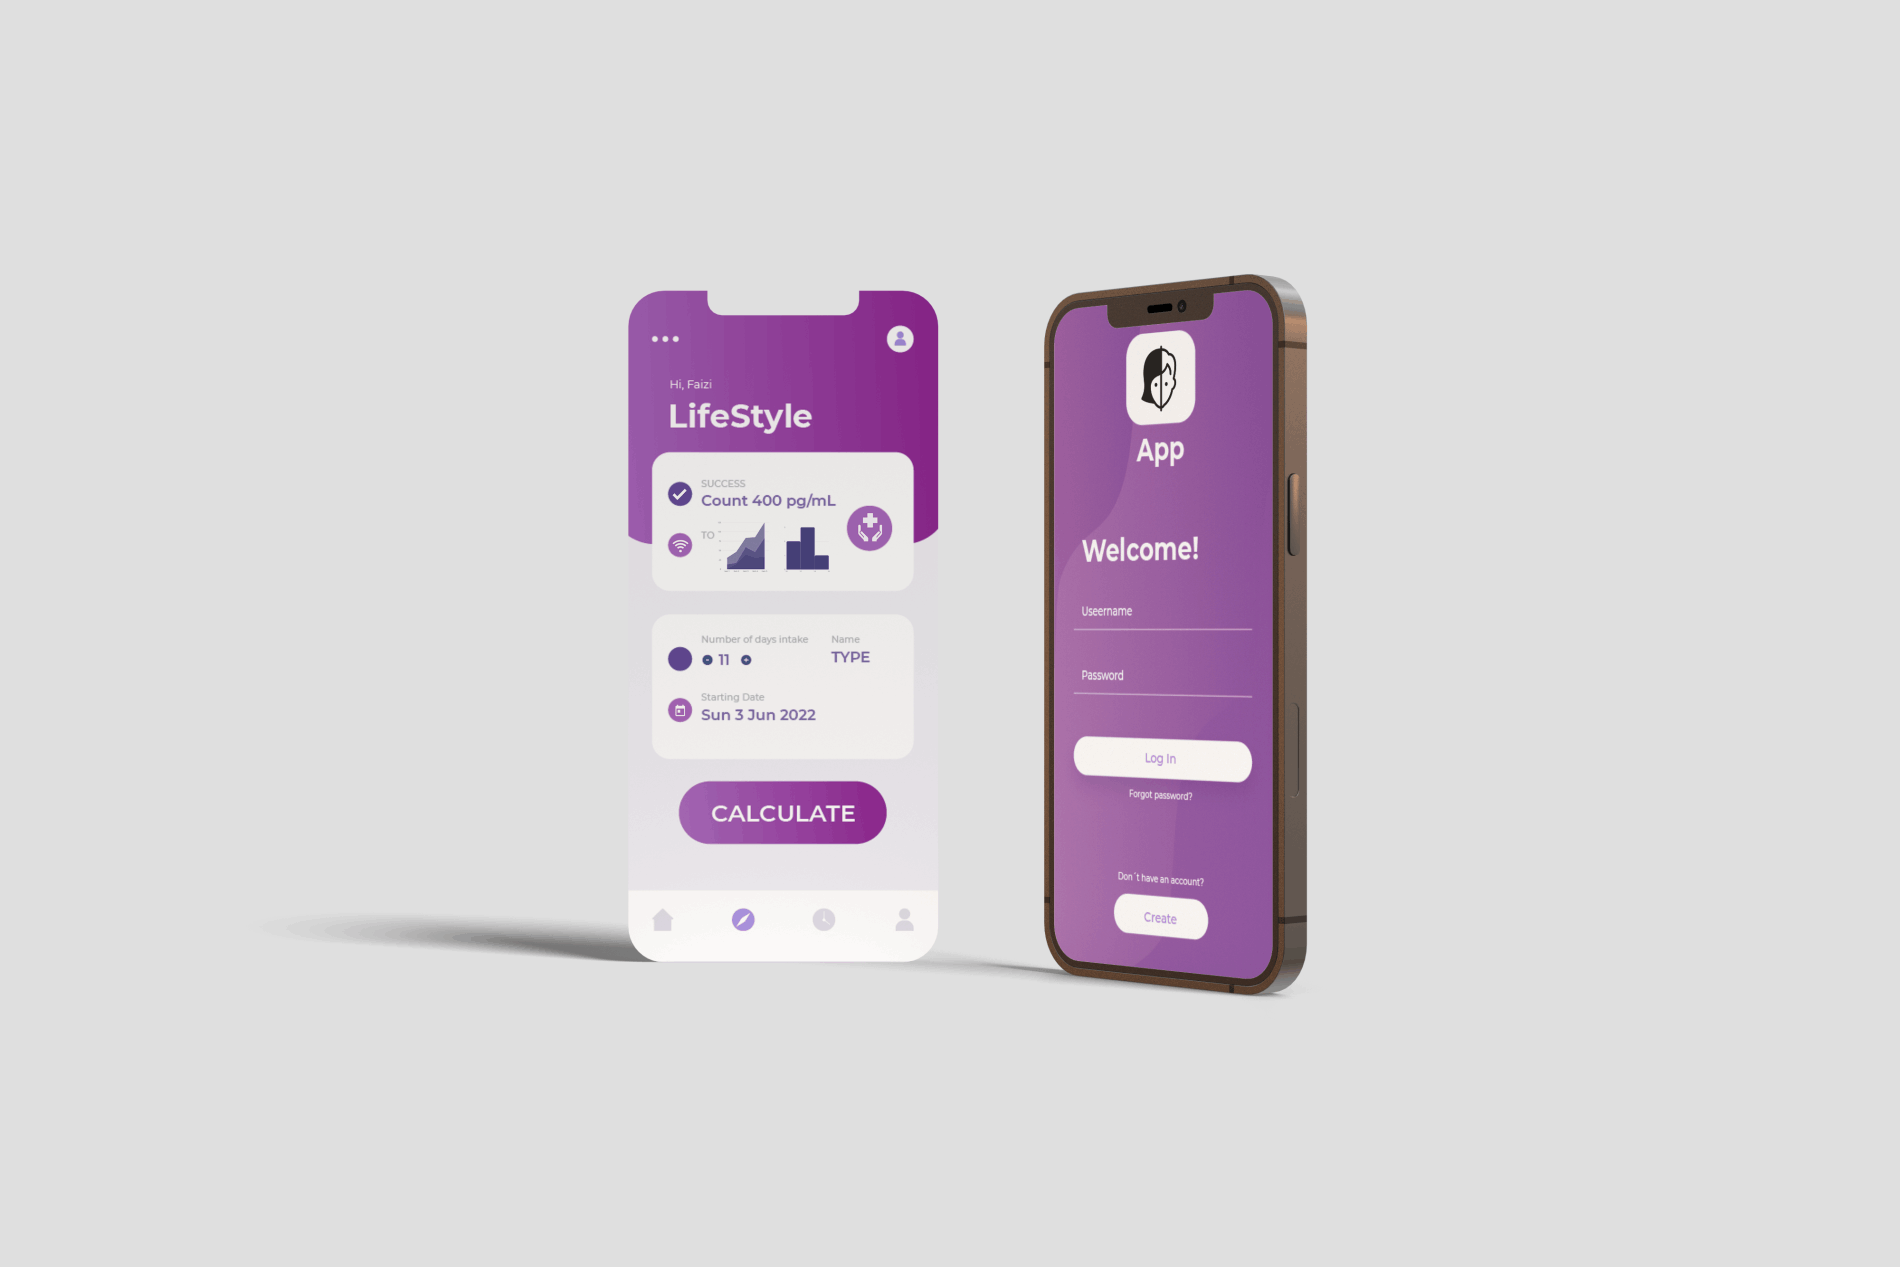 Hi, Faizi
LifeStyle
SUCCESS
Count 400 pg/mL
TO
Number of days intake
11
Name
TYPE
Starting Date
Sun 3 Jun 2022
CALCULATE
App
Welcome!
Useername
Password
Log In
Forgot password?
Don´t have an account?
Create